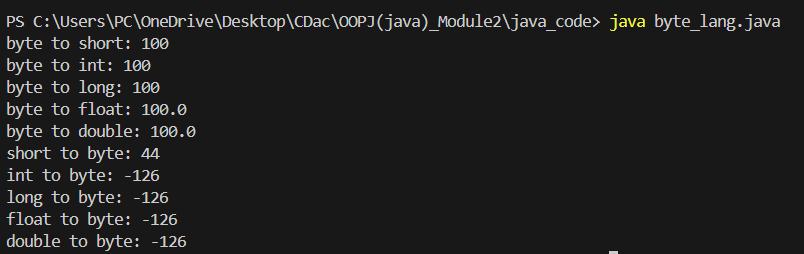 PS C:\Users\PC\OneDrive\Desktop\CDac\OOPJ(java)_Module2\java_code> java byte_lang.java
byte to short: 100
byte to int: 100
byte to long: 100
byte to float: 100.0
byte to double: 100.0
short to byte: 44
int to byte: -126
long to byte: -126
float to byte: -126
double to byte: -126